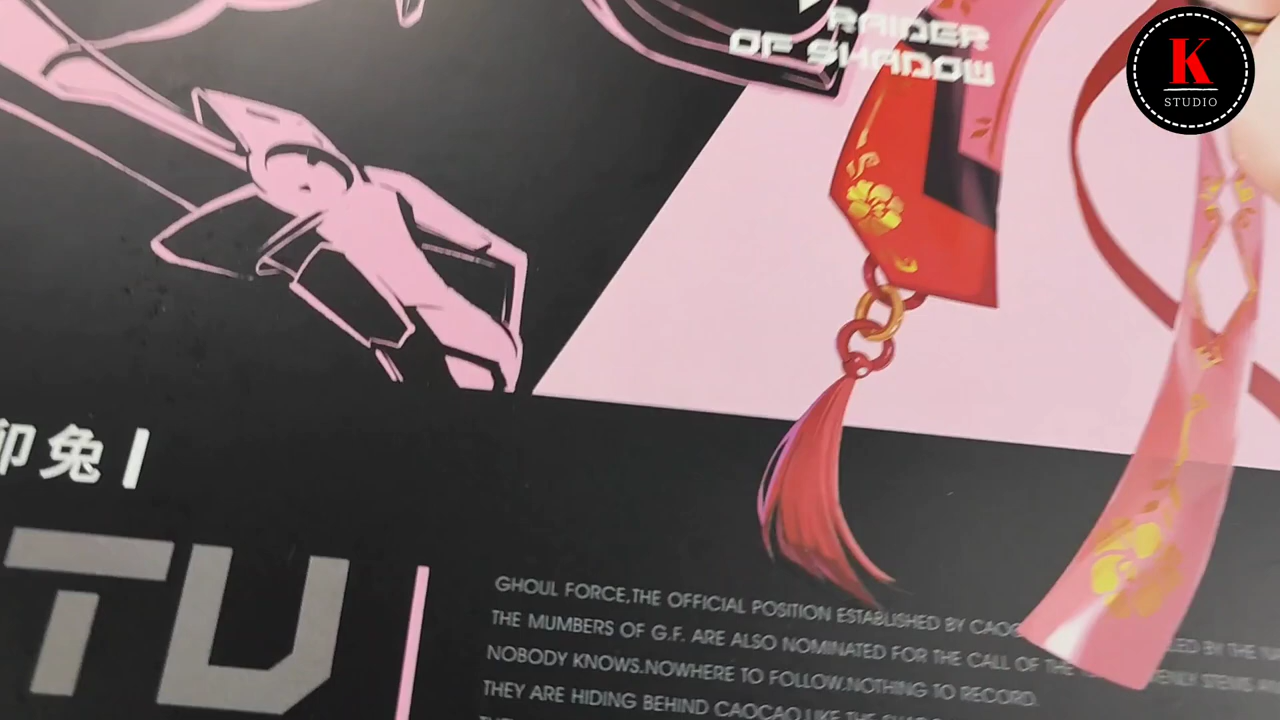 RAIDER
OF SHADOW
K
STUDIO
卯兔
TU
GHOUL FORCE,THE OFFICIAL POSITION ESTABLISHED BY
THE MUMBERS OF G.F. ARE ALSO NOMINATED FOR THE CALL OF THE
NOBODY KNOWS.NOWHERE TO FOLLOW.NOTHING TO RECORD.
THEY ARE HIDING BEHIND CAOCAO LIKE THE